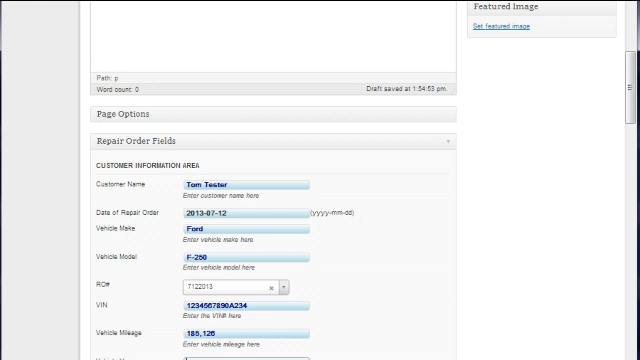 Featured Image
Set featured image
Path: p
Word count: 0 Draft saved at 1:54:53 pm.
Page Options
Repair Order Fields
CUSTOMER INFORMATION AREA
Customer Name Tom Tester
Enter customer name here
Date of Repair Order 2013-07-12 (yyyy-mm-dd)
Vehicle Make Ford
Enter vehicle make here
Vehicle Model F-250
Enter vehicle model here
RO# 7122013
VIN 1234567890A234
Enter the VIN# here
Vehicle Mileage 185,126
Enter vehicle mileage here